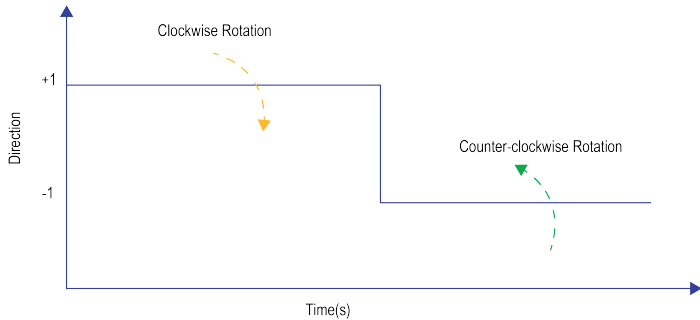 Clockwise Rotation
+1
Direction
Counter-clockwise Rotation
-1
Time(s)